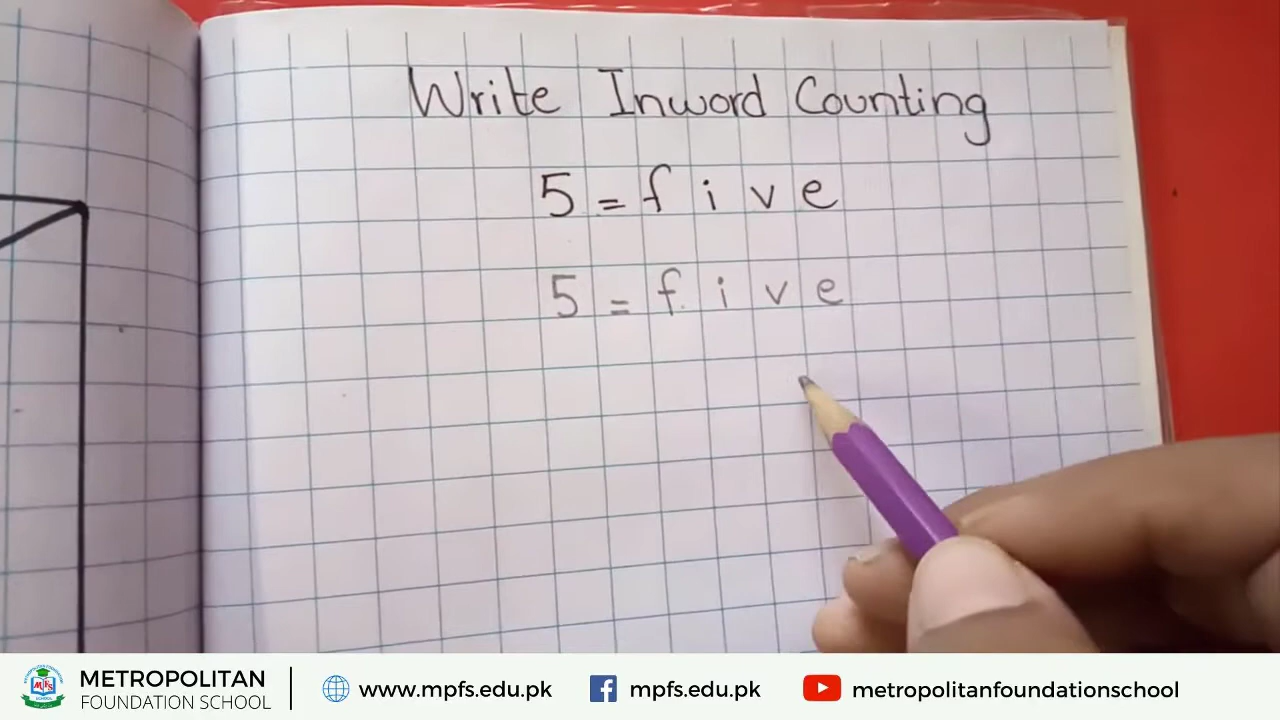 Write Inword Counting
5 = five
5 = five
METROPOLITAN
FOUNDATION SCHOOL
www.mpfs.edu.pk
mpfs.edu.pk
metropolitanfoundationschool